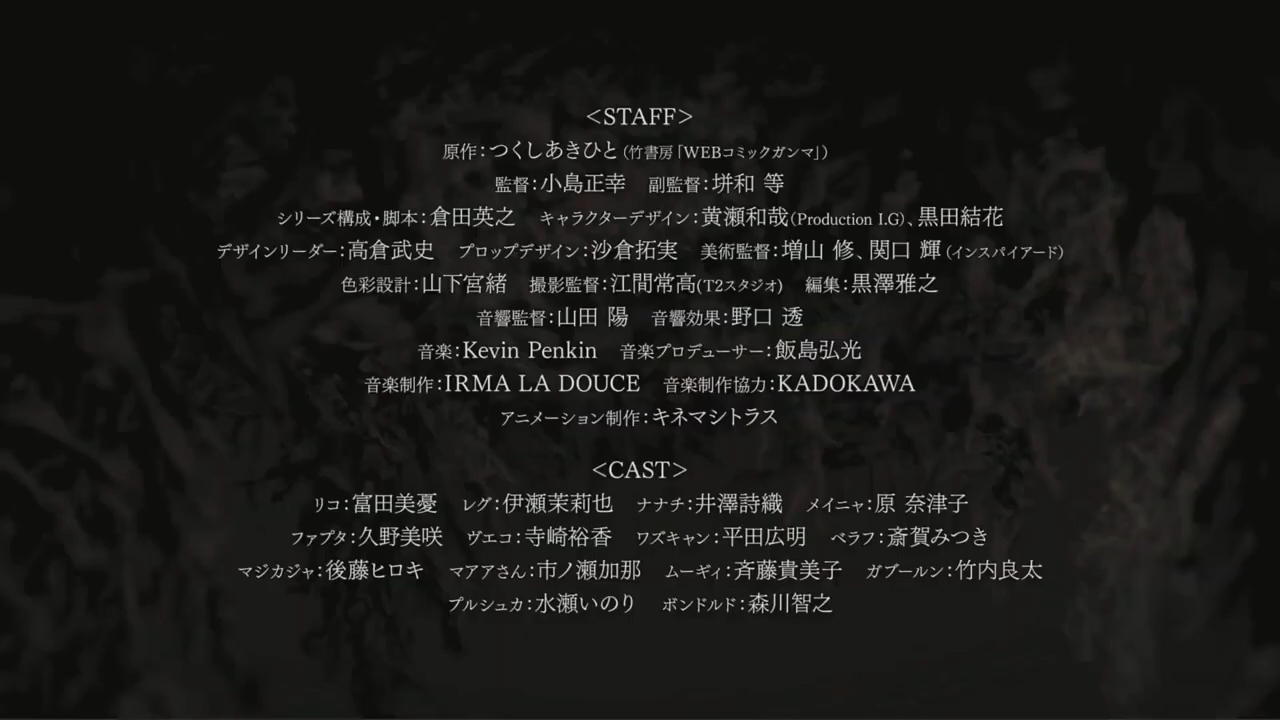 <STAFF>
原作：つくしあきひと（竹書房「WEBコミックガンマ」）
監督：小島正幸　副監督：垪和 等
シリーズ構成・脚本：倉田英之　キャラクターデザイン：黄瀬和哉（Production I.G）、黒田結花
デザインリーダー：高倉武史　プロップデザイン：沙倉拓実　美術監督：増山 修、関口 輝（インスパイアード）
色彩設計：山下宮緒　撮影監督：江間常高(T2スタジオ)　編集：黒澤雅之
音響監督：山田 陽　音響効果：野口 透
音楽：Kevin Penkin　音楽プロデューサー：飯島弘光
音楽制作：IRMA LA DOUCE　音楽制作協力：KADOKAWA
アニメーション制作：キネマシトラス
<CAST>
リコ：富田美憂　レグ：伊瀬茉莉也　ナナチ：井澤詩織　メイニャ：原 奈津子
ファプタ：久野美咲　ヴエコ：寺崎裕香　ワズキャン：平田広明　ベラフ：斎賀みつき
マジカジャ：後藤ヒロキ　マアアさん：市ノ瀬加那　ムーギィ：斉藤貴美子　ガブールン：竹内良太
プルシュカ：水瀬いのり　ボンドルド：森川智之